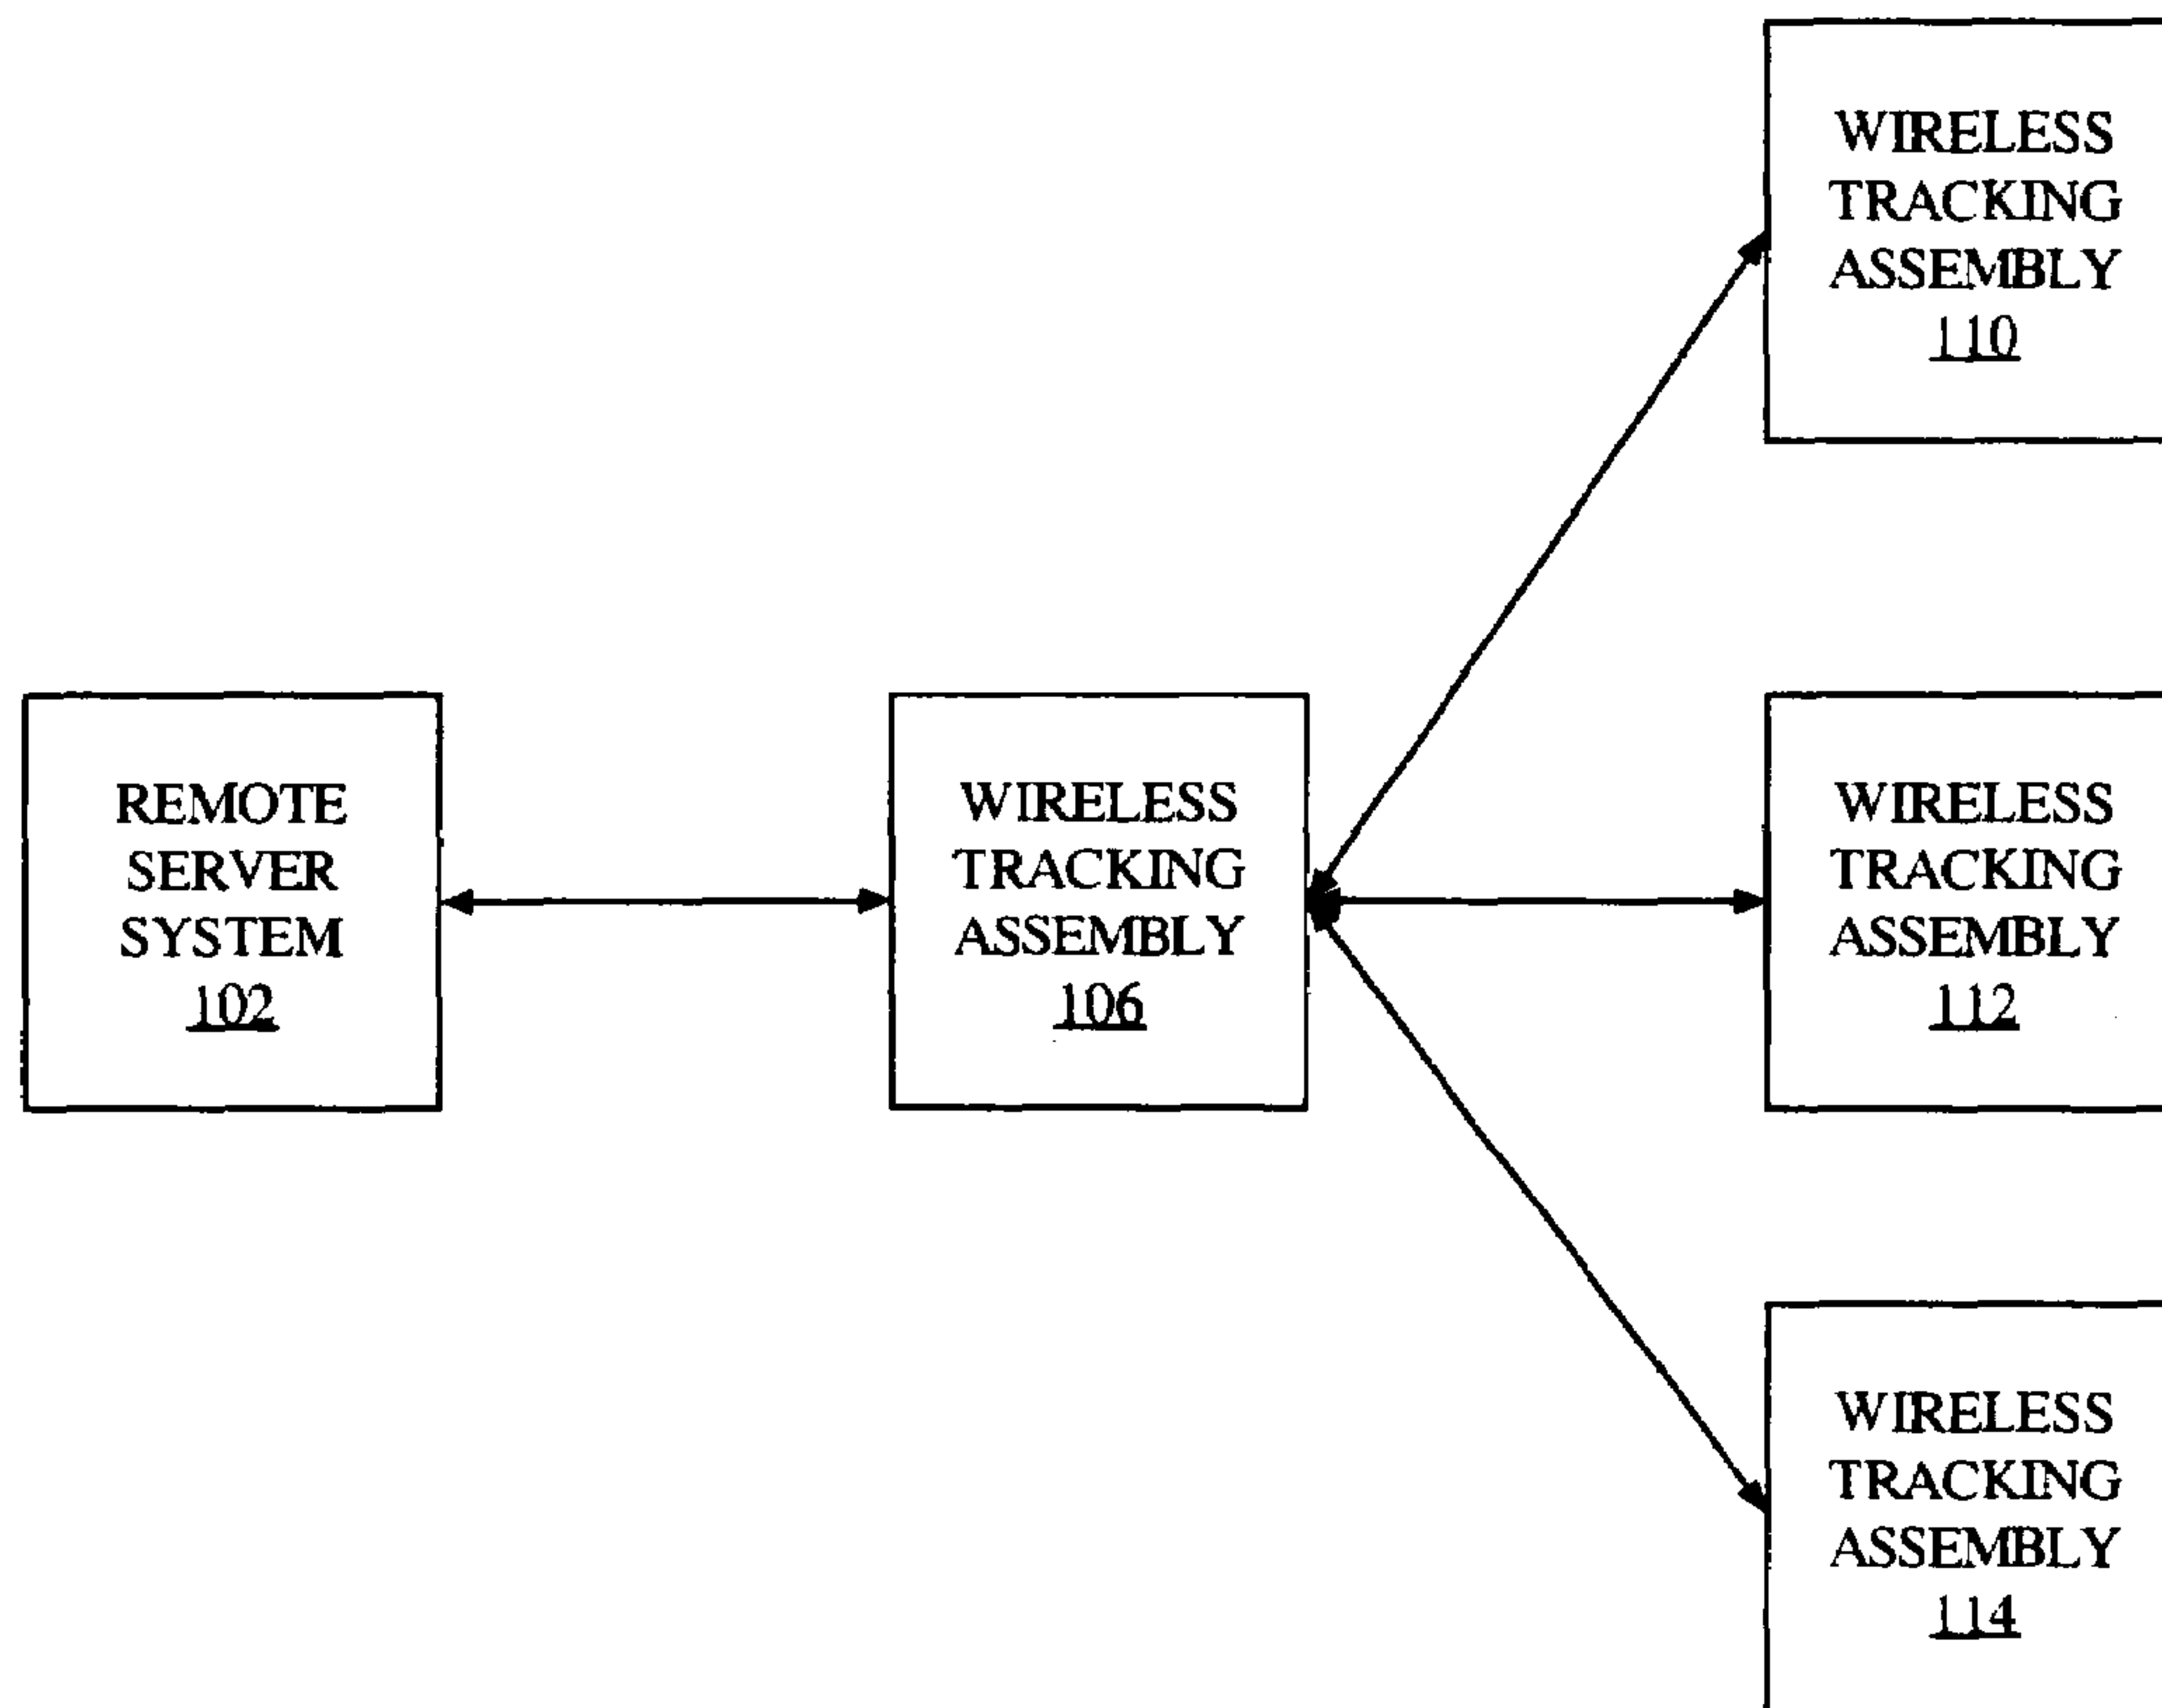 WIRELESS
TRACKING
ASSEMBLY
110
REMOTE
SERVER
SYSTEM
102
WIRELESS
TRACKING
ASSEMBLY
106
WIRELESS
TRACKING
ASSEMBLY
112
WIRELESS
TRACKING
ASSEMBLY
114